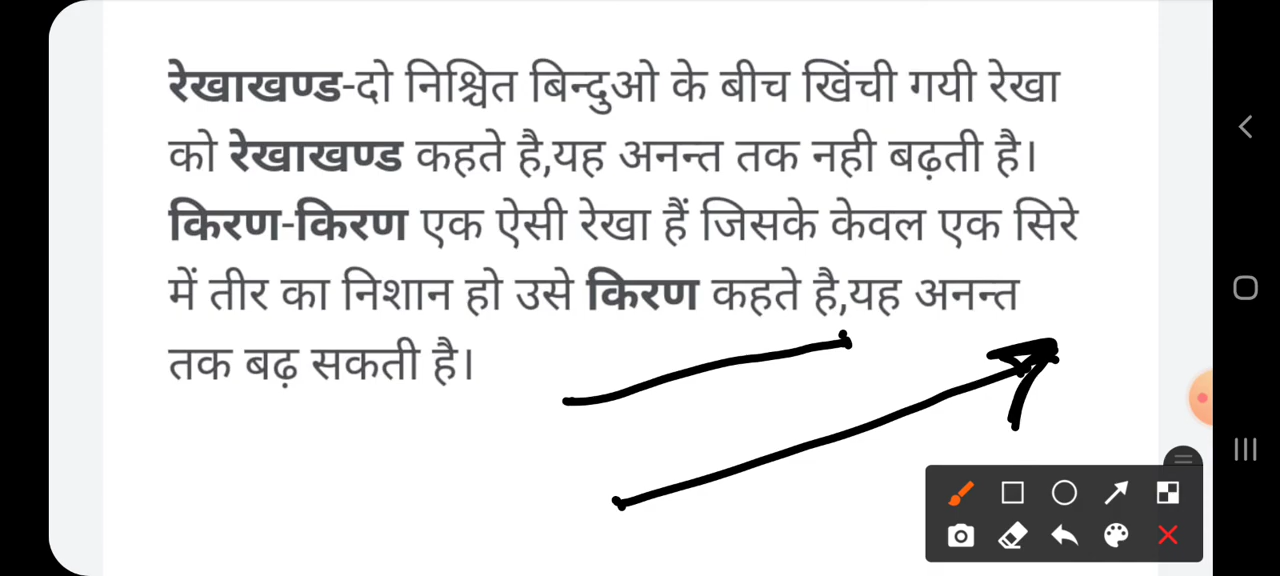 रेखाखण्ड-दो निश्चित बिन्दुओ के बीच खिंची गयी रेखा
को रेखाखण्ड कहते है,यह अनन्त तक नही बढ़ती है।
किरण-किरण एक ऐसी रेखा हैं जिसके केवल एक सिरे
में तीर का निशान हो उसे किरण कहते है,यह अनन्त
तक बढ़ सकती है।